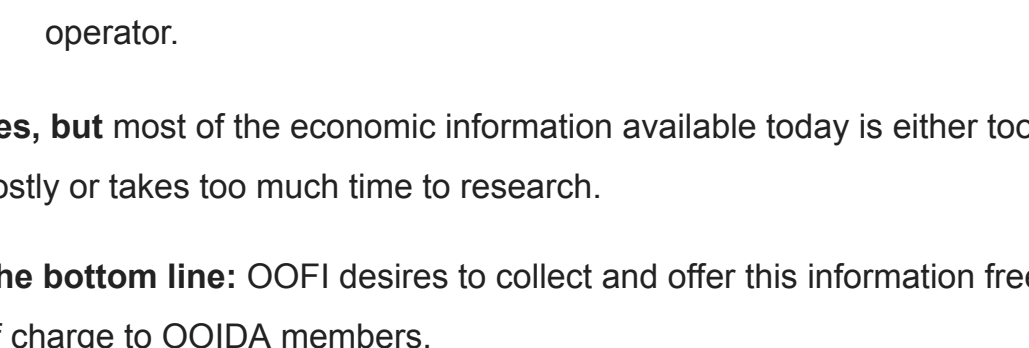 operator.
es, but most of the economic information available today is either too
ostly or takes too much time to research.
he bottom line: OOFI desires to collect and offer this information free
f charge to OOIDA members.